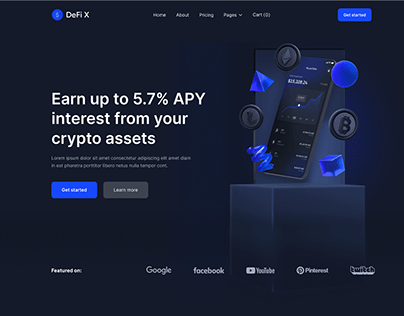 DeFi X
Home About Pricing Pages Cart (0) Get started
Earn up to 5.7% APY
interest from your
crypto assets
Lorem ipsum dolor sit amet consectetur adipiscing elit amet diam
in est pharetra porttitor libero netus nulla tempor cont.
Get started Learn more
$15,328.24
Featured on: Google facebook YouTube Pinterest twitch